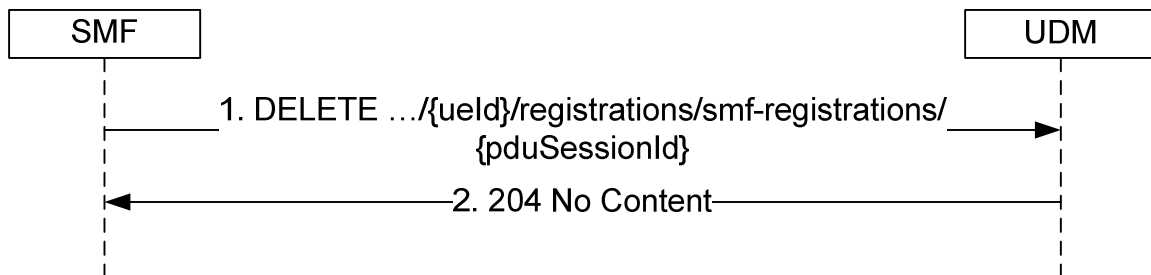 SMF
UDM
1. DELETE …/{ueId}/registrations/smf-registrations/
{pduSessionId}
2. 204 No Content